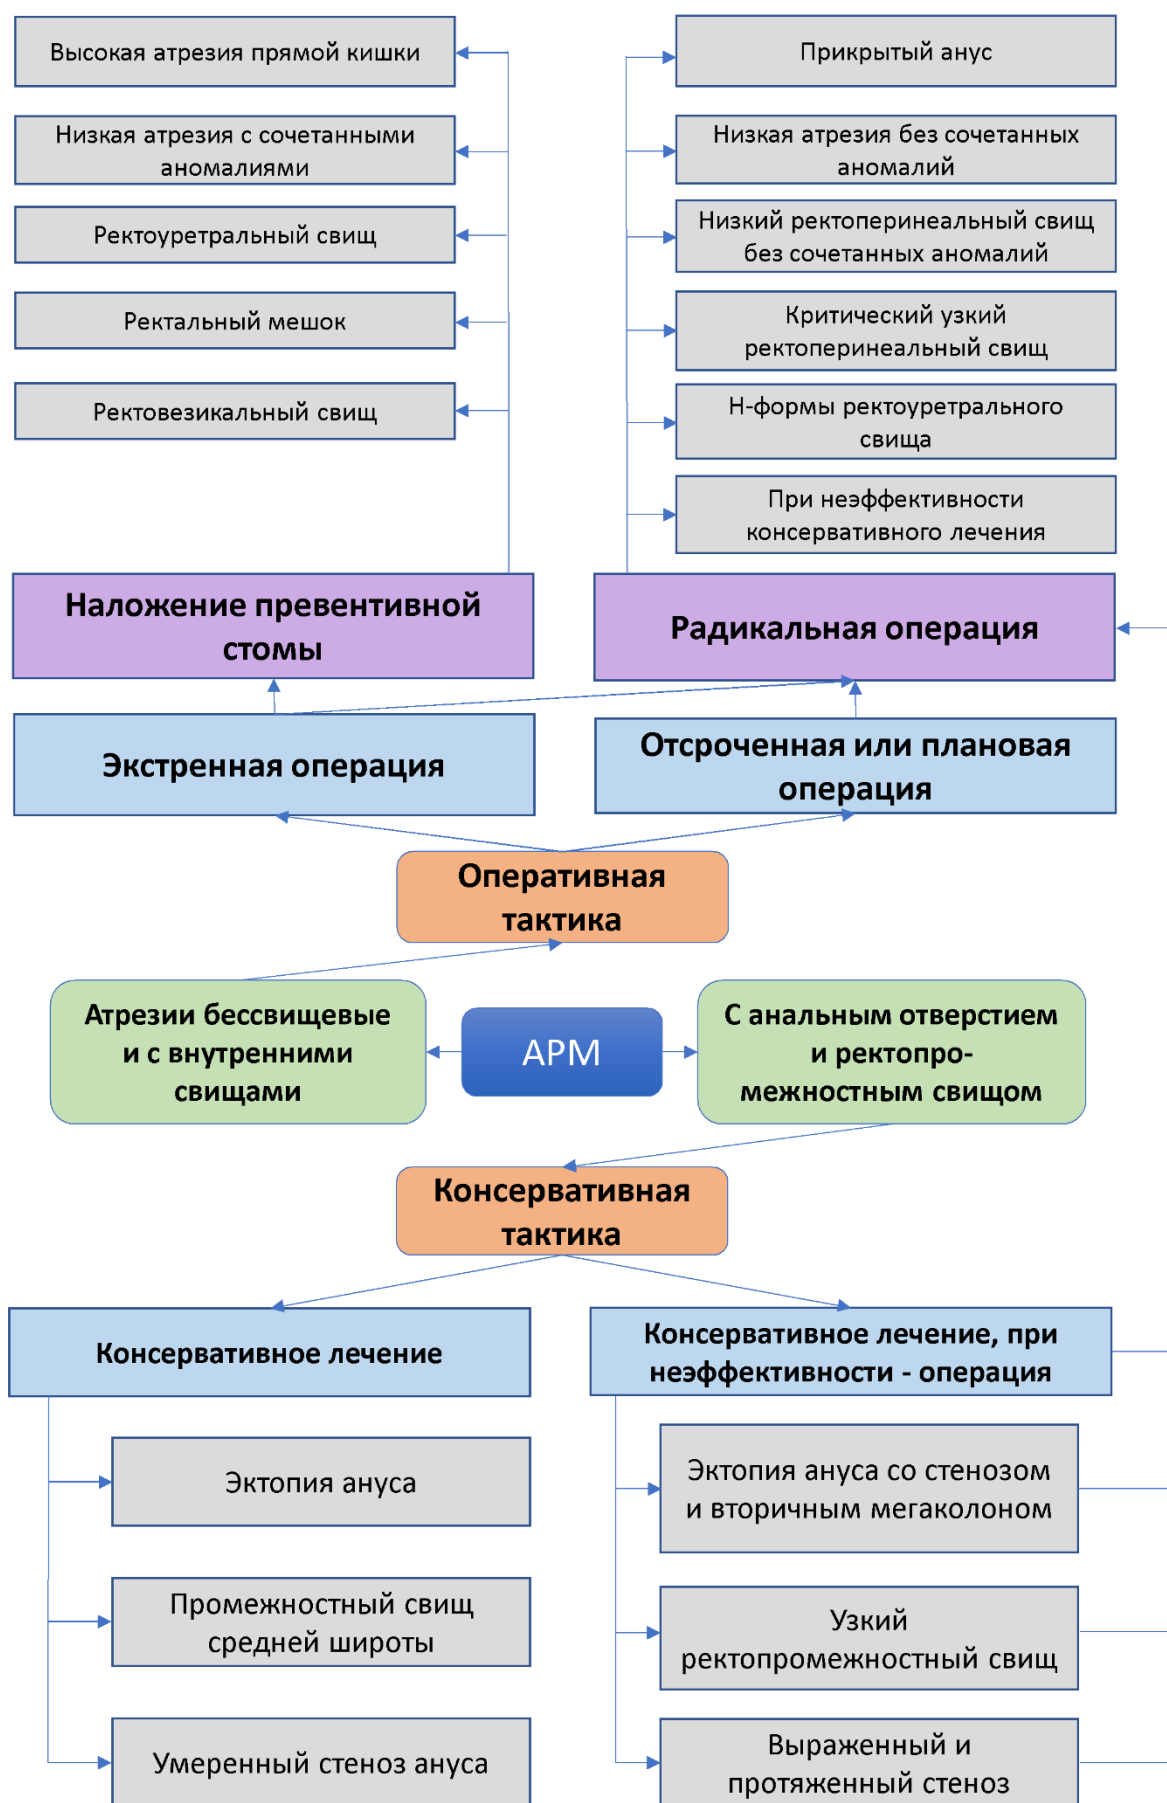 Высокая атрезия прямой кишки
Прикрытый анус
Низкая атрезия с сочетанными
аномалиями
Низкая атрезия без сочетанных
аномалий
Ректоуретральный свищ
Низкий ректоперинеальный свищ
без сочетанных аномалий
Ректальный мешок
Критический узкий
ректоперинеальный свищ
Ректовезикальный свищ
Н-формы ректоуретрального
свища
При неэффективности
консервативного лечения
Наложение превентивной
стомы
Радикальная операция
Экстренная операция
Отсроченная или плановая
операция
Оперативная
тактика
Атрезии бессвищевые
и с внутренними
свищами
АРМ
С анальным отверстием
и ректопро-
межностным свищом
Консервативная
тактика
Консервативное лечение
Консервативное лечение, при
неэффективности - операция
Эктопия ануса
Эктопия ануса со стенозом
и вторичным мегаколоном
Промежностный свищ
средней широты
Узкий
ректопромежностный свищ
Умеренный стеноз ануса
Выраженный и
протяженный стеноз